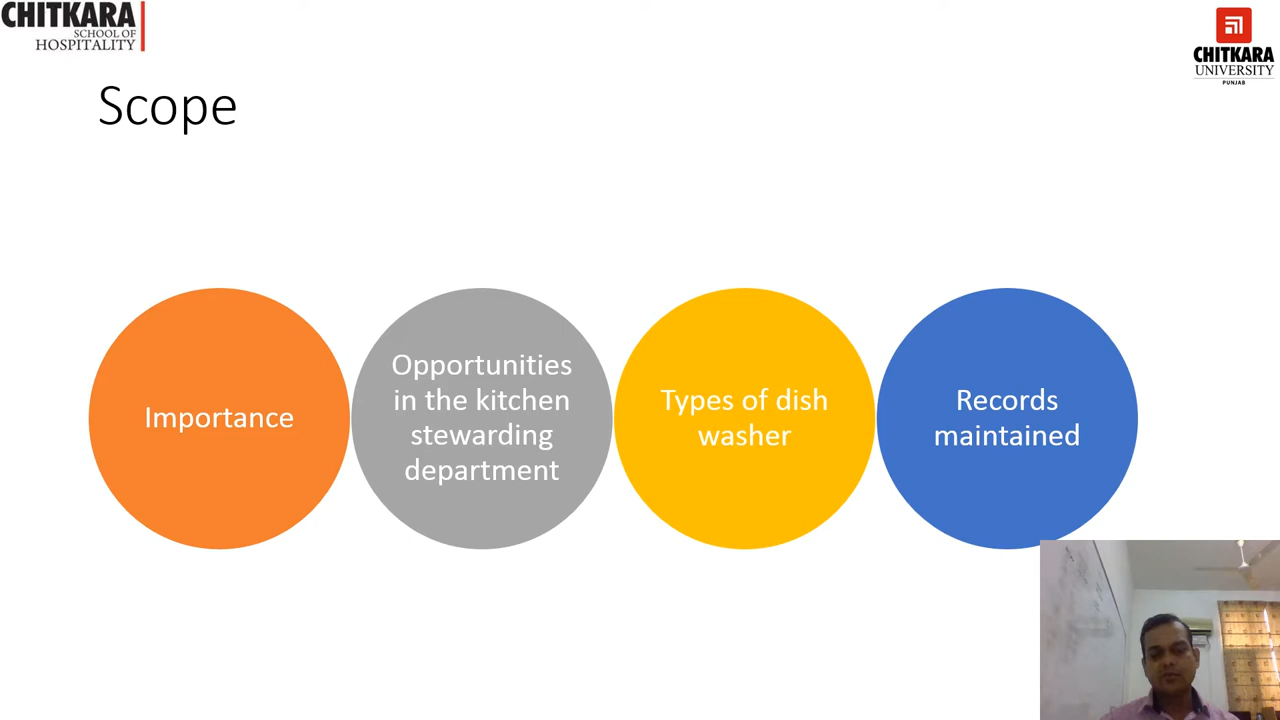 CHITKARA
SCHOOL OF
HOSPITALITY
CHITKARA
UNIVERSITY
PUNJAB
Scope
Importance
Opportunities
in the kitchen
stewarding
department
Types of dish
washer
Records
maintained